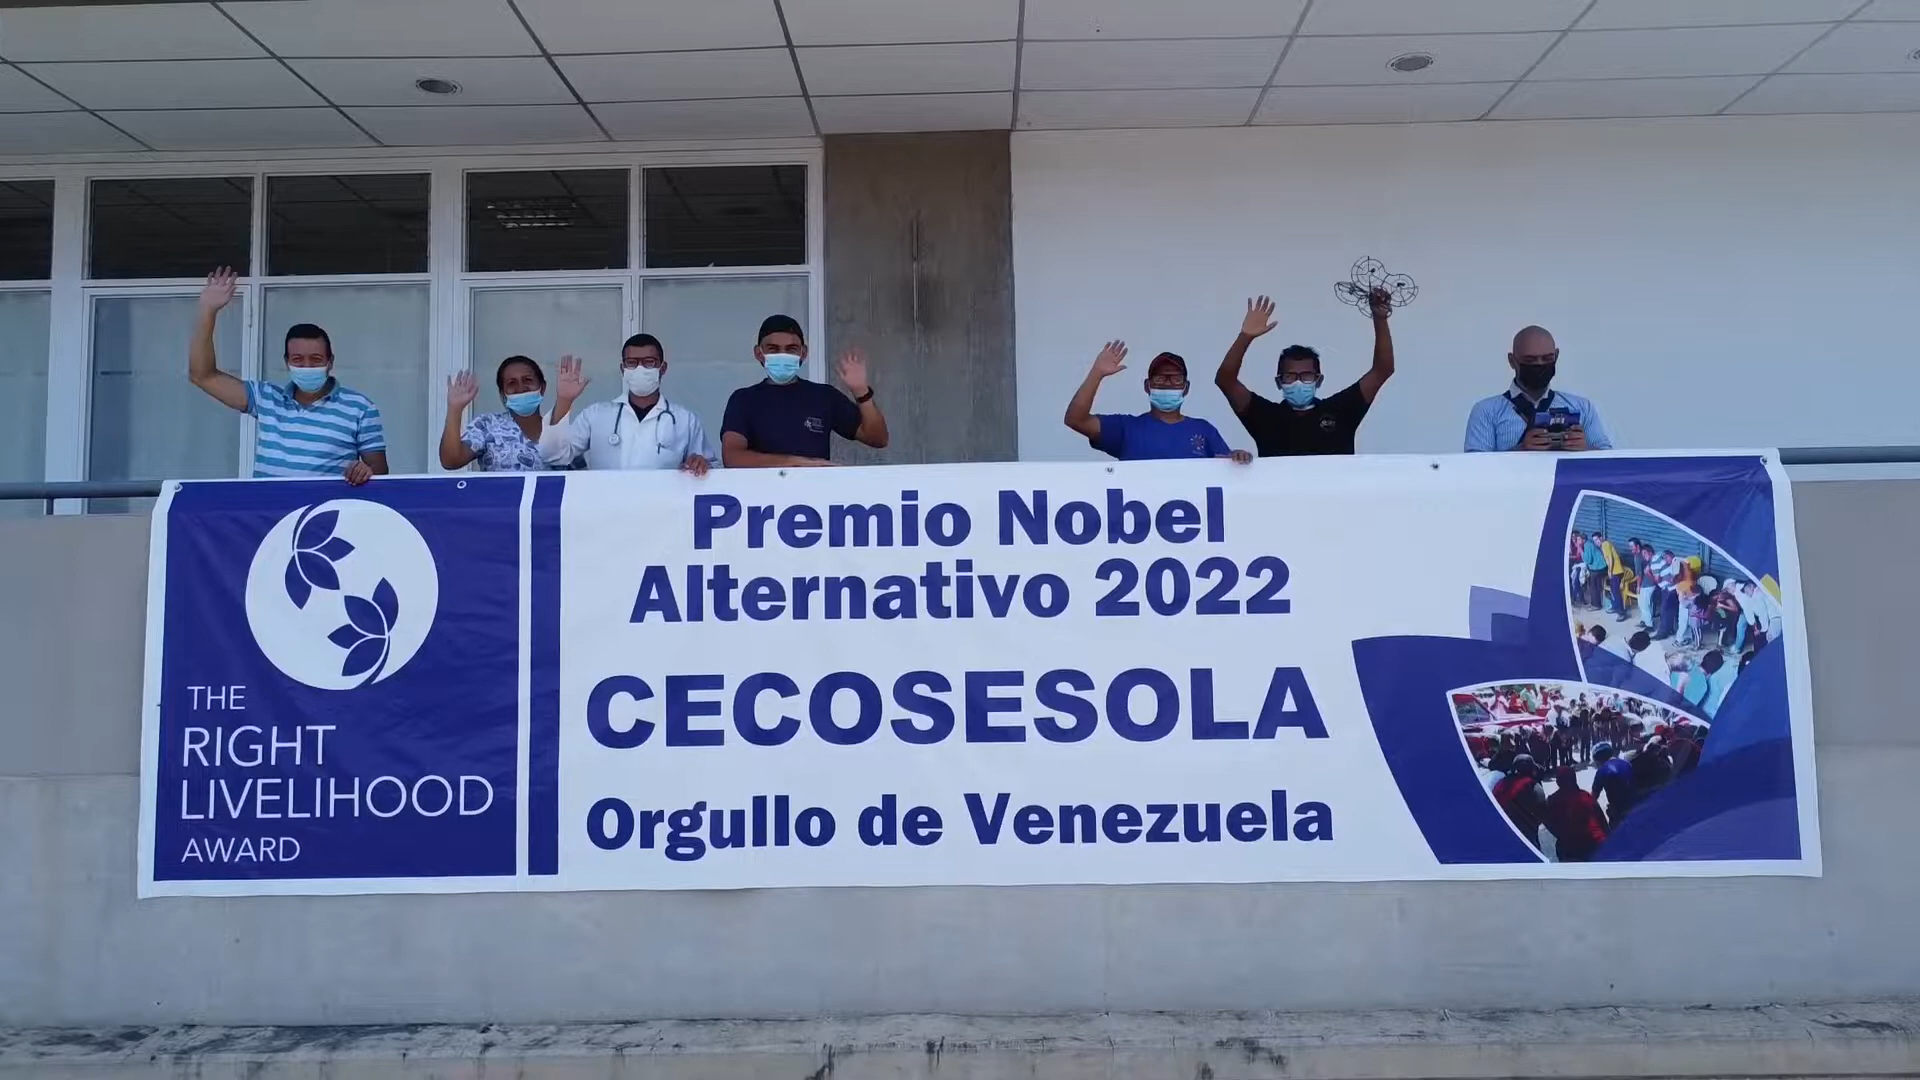 THE
RIGHT
LIVELIHOOD
AWARD
Premio Nobel
Alternativo 2022
CECOSESOLA
Orgullo de Venezuela